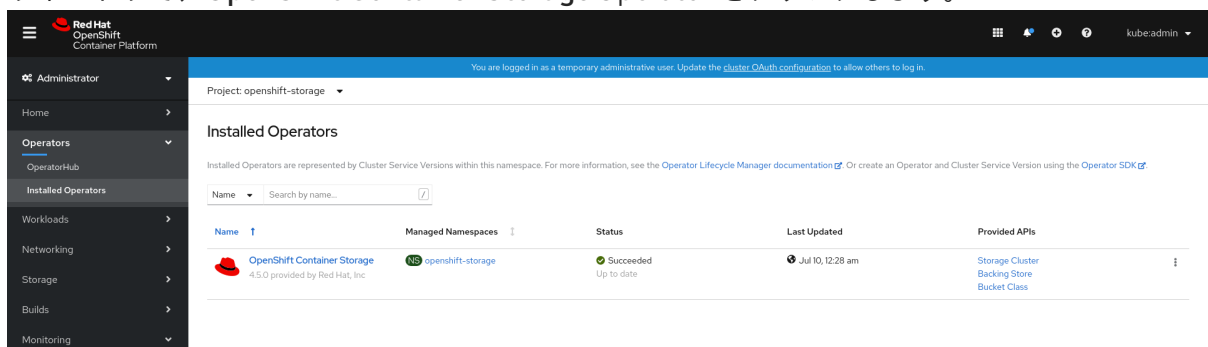 OpenShift Container Storage Operator
Red Hat
OpenShift
Container Platform
kube:admin
Administrator
You are logged in as a temporary administrative user. Update the cluster OAuth configuration to allow others to log in.
Project: openshift-storage
Home
Operators
OperatorHub
Installed Operators
Workloads
Networking
Storage
Builds
Monitoring
Installed Operators
Installed Operators are represented by Cluster Service Versions within this namespace. For more information, see the Operator Lifecycle Manager documentation. Or create an Operator and Cluster Service Version using the Operator SDK.
Name Search by name... /
Name Managed Namespaces Status Last Updated Provided APIs
OpenShift Container Storage NS openshift-storage Succeeded Jul 10, 12:28 am Storage Cluster
4.5.0 provided by Red Hat, Inc Up to date Backing Store
Bucket Class